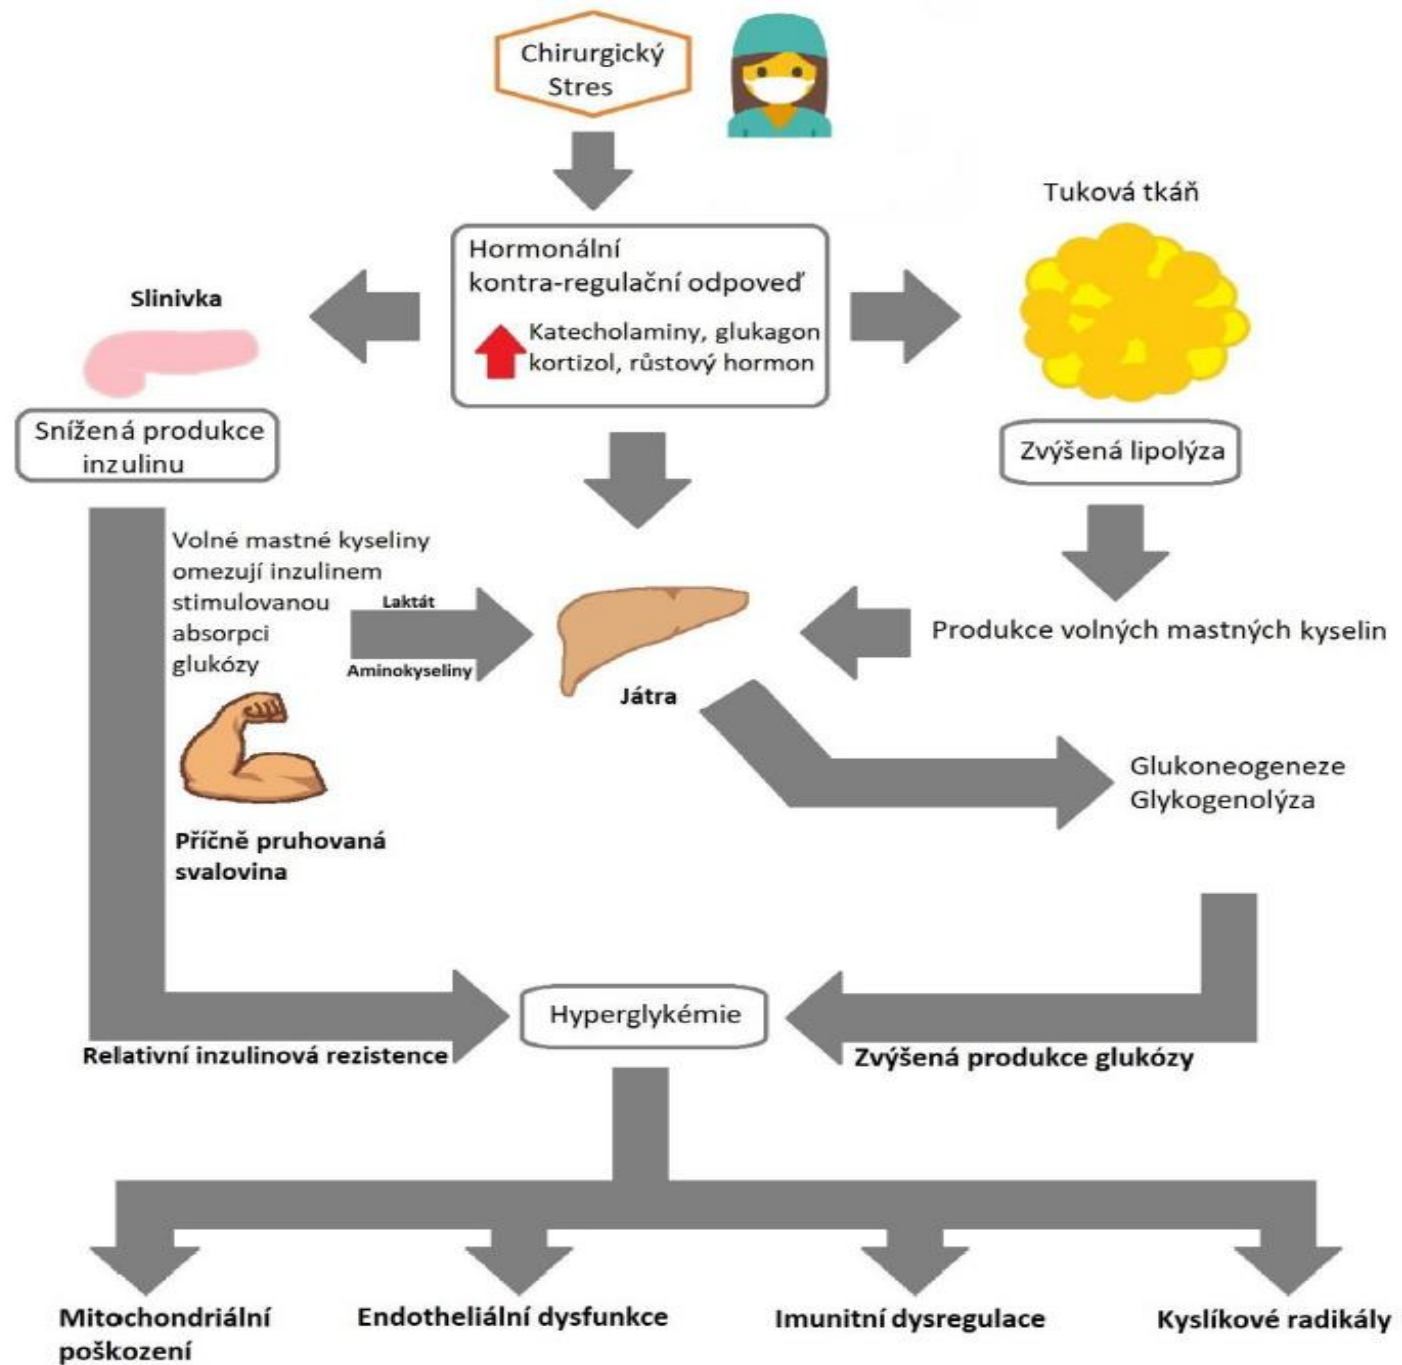 Chirurgický
Stres
Tuková tkáň
Hormonální
kontra-regulační odpoveď
Katecholaminy, glukagon
kortizol, růstový hormon
Slinivka
Snížená produkce
inzulinu
Zvýšená lipolýza
Volné mastné kyseliny
omezují inzulinem
stimulovanou
absorpci
glukózy
Laktát
Aminokyseliny
Játra
Produkce volných mastných kyselin
Glukoneogeneze
Glykogenolýza
Příčně pruhovaná
svalovina
Hyperglykémie
Relativní inzulinová rezistence
Zvýšená produkce glukózy
Mitochondriální
poškození
Endotheliální dysfunkce
Imunitní dysregulace
Kyslíkové radikály